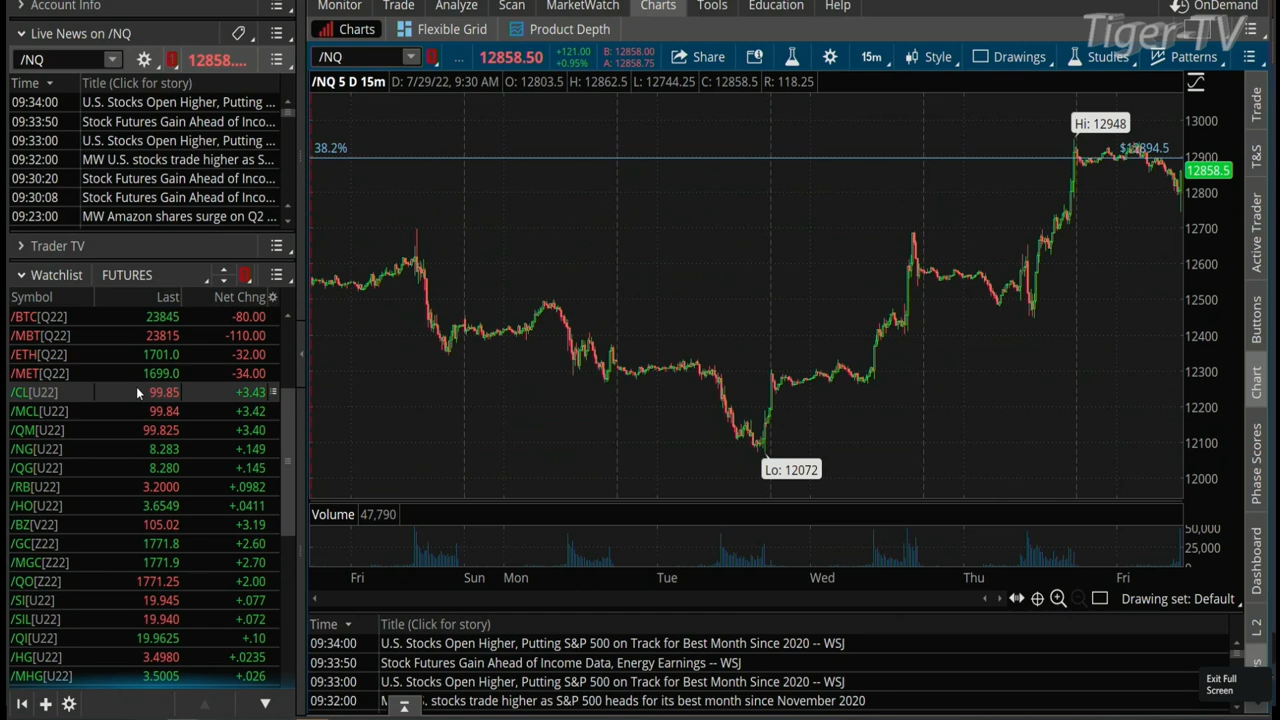 Account Info
Monitor Trade Analyze Scan MarketWatch Charts Tools Education Help
OnDemand
Tiger-TV
Live News on /NQ
Charts Flexible Grid Product Depth
/NQ 12858....
/NQ ... 12858.50 +121.00 +0.95% B: 12858.00 A: 12858.75 Share 15m Style Drawings Studies Patterns
Time Title (Click for story)
/NQ 5 D 15m D: 7/29/22, 9:30 AM O: 12803.5 H: 12862.5 L: 12744.25 C: 12858.5 R: 118.25
09:34:00 U.S. Stocks Open Higher, Putting ...
09:33:50 Stock Futures Gain Ahead of Inco...
09:33:00 U.S. Stocks Open Higher, Putting ...
09:32:00 MW U.S. stocks trade higher as S...
09:30:20 Stock Futures Gain Ahead of Inco...
09:30:08 Stock Futures Gain Ahead of Inco...
09:23:00 MW Amazon shares surge on Q2 ...
Trader TV
Watchlist FUTURES
Symbol Last Net Chng
/BTC[Q22] 23845 -80.00
/MBT[Q22] 23815 -110.00
/ETH[Q22] 1701.0 -32.00
/MET[Q22] 1699.0 -34.00
/CL[U22] 99.85 +3.43
/MCL[U22] 99.84 +3.42
/QM[U22] 99.825 +3.40
/NG[U22] 8.283 +.149
/QG[U22] 8.280 +.145
/RB[U22] 3.2000 +.0982
/HO[U22] 3.6549 +.0411
/BZ[V22] 105.02 +3.19
/GC[Z22] 1771.8 +2.60
/MGC[Z22] 1771.9 +2.70
/QO[Z22] 1771.25 +2.00
/SI[U22] 19.945 +.077
/SIL[U22] 19.940 +.072
/QI[U22] 19.9625 +.10
/HG[U22] 3.4980 +.0235
/MHG[U22] 3.5005 +.026
38.2%
Hi: 12948
$12894.5
Lo: 12072
13000
12900
12858.5
12800
12700
12600
12500
12400
12300
12200
12100
12000
Volume 47,790
50,000
25,000
Fri Sun Mon Tue Wed Thu Fri
Drawing set: Default
Time Title (Click for story)
09:34:00 U.S. Stocks Open Higher, Putting S&P 500 on Track for Best Month Since 2020 -- WSJ
09:33:50 Stock Futures Gain Ahead of Income Data, Energy Earnings -- WSJ
09:33:00 U.S. Stocks Open Higher, Putting S&P 500 on Track for Best Month Since 2020 -- WSJ
09:32:00 stocks trade higher as S&P 500 heads for its best month since November 2020
Trade
T&S
Active Trader
Buttons
Chart
Phase Scores
Dashboard
L 2
Exit Full
Screen